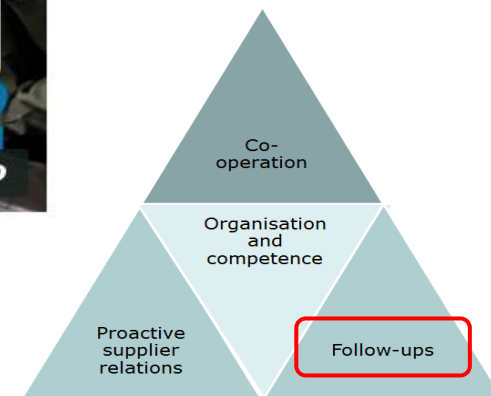 Co-
operation
Organisation
and
competence
Proactive
supplier
relations
Follow-ups